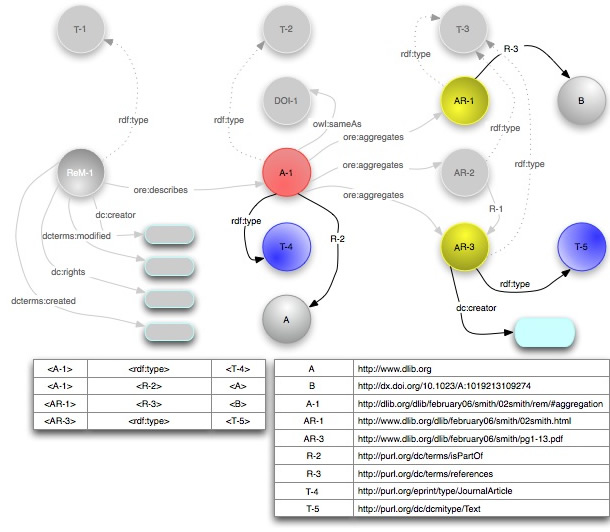 T-1
T-2
T-3
R-3
rdf:type
AR-1
B
DOI-1
rdf:type
rdf:type
owl:sameAs
rdf:type
ore:aggregates
rdf:type
ReM-1
A-1
ore:aggregates
AR-2
ore:describes
ore:aggregates
R-1
dc:creator
rdf:type
dcterms:modified
R-2
T-4
AR-3
T-5
dc:rights
rdf:type
dcterms:created
dc:creator
A
<A-1> <rdf:type> <T-4>
<A-1> <R-2> <A>
<AR-1> <R-3> <B>
<AR-3> <rdf:type> <T-5>
A http://www.dlib.org
B http://dx.doi.org/10.1023/A:1019213109274
A-1 http://dlib.org/dlib/february06/smith/02smith/rem/#aggregation
AR-1 http://www.dlib.org/dlib/february06/smith/02smith.html
AR-3 http://www.dlib.org/dlib/february06/smith/pg1-13.pdf
R-2 http://purl.org/dc/terms/isPartOf
R-3 http://purl.org/dc/terms/references
T-4 http://purl.org/eprint/type/JournalArticle
T-5 http://purl.org/dc/dcmitype/Text